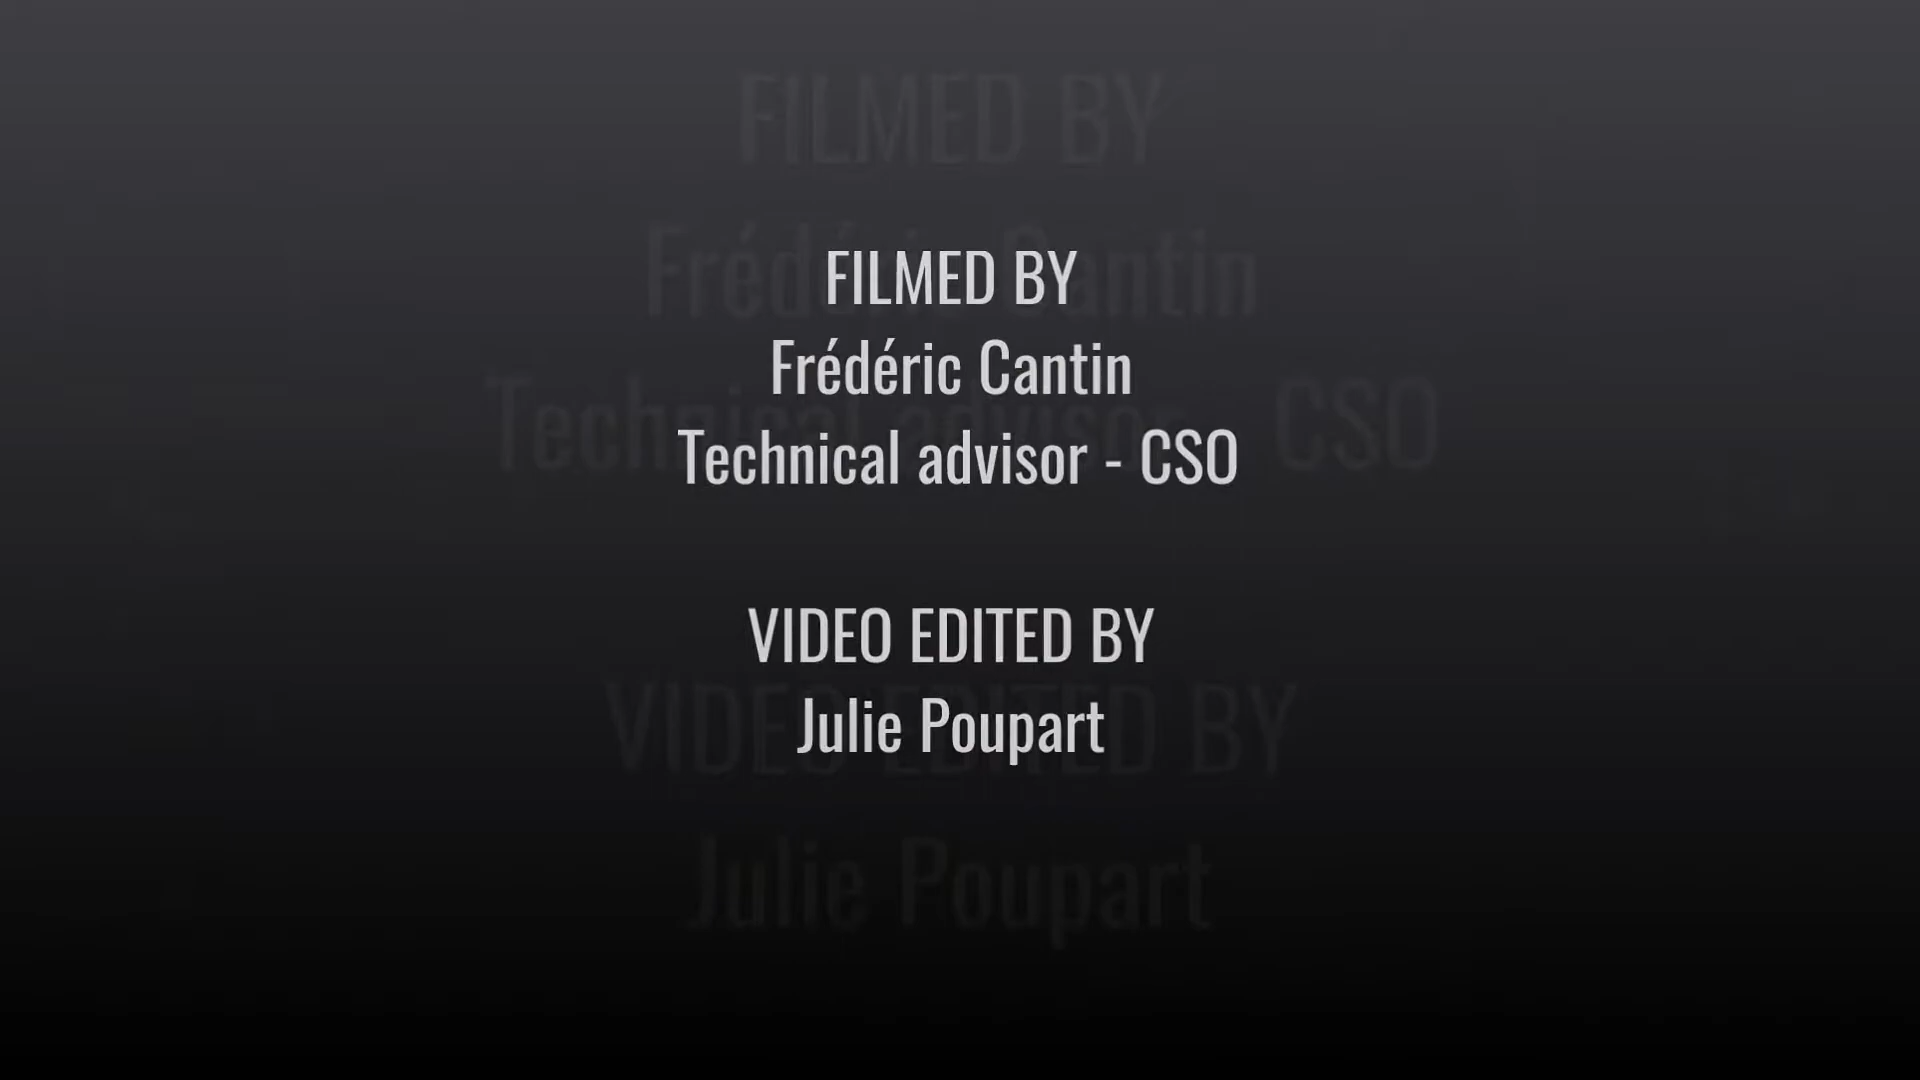 FILMED BY
Frédéric Cantin
Technical advisor - CSO
VIDEO EDITED BY
Julie Poupart